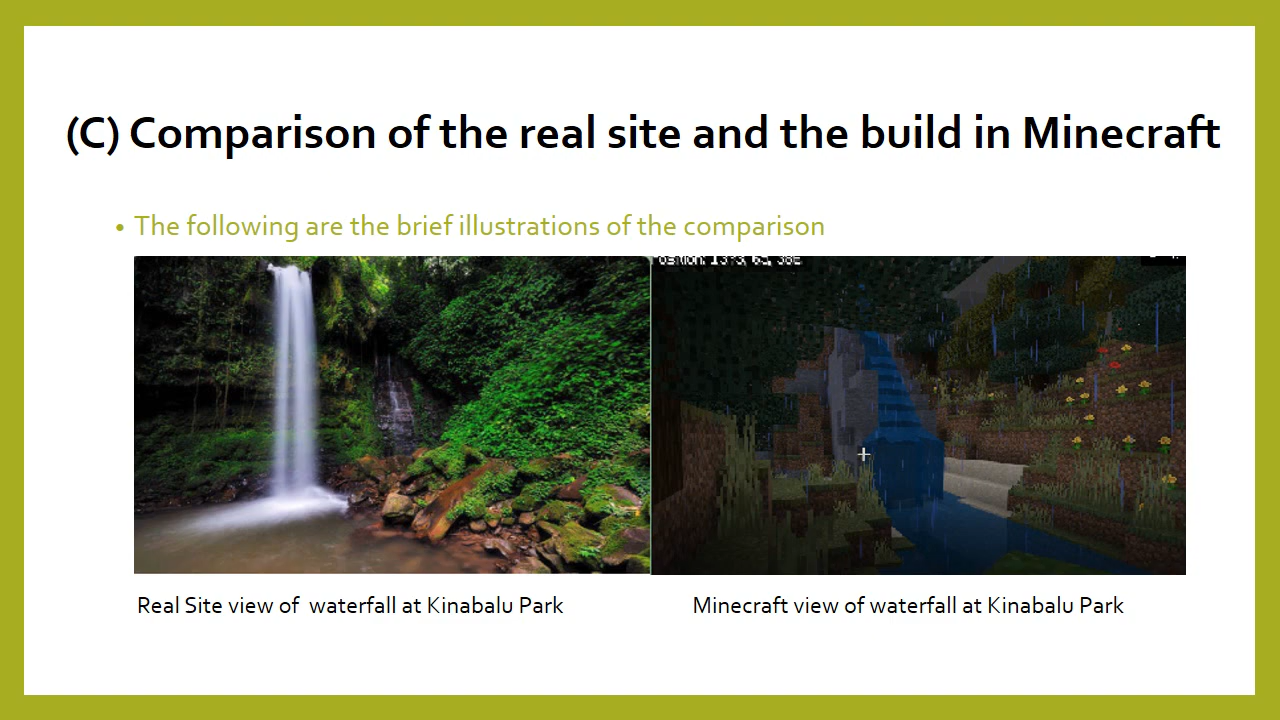 (C) Comparison of the real site and the build in Minecraft
• The following are the brief illustrations of the comparison
Real Site view of  waterfall at Kinabalu Park
Minecraft view of waterfall at Kinabalu Park